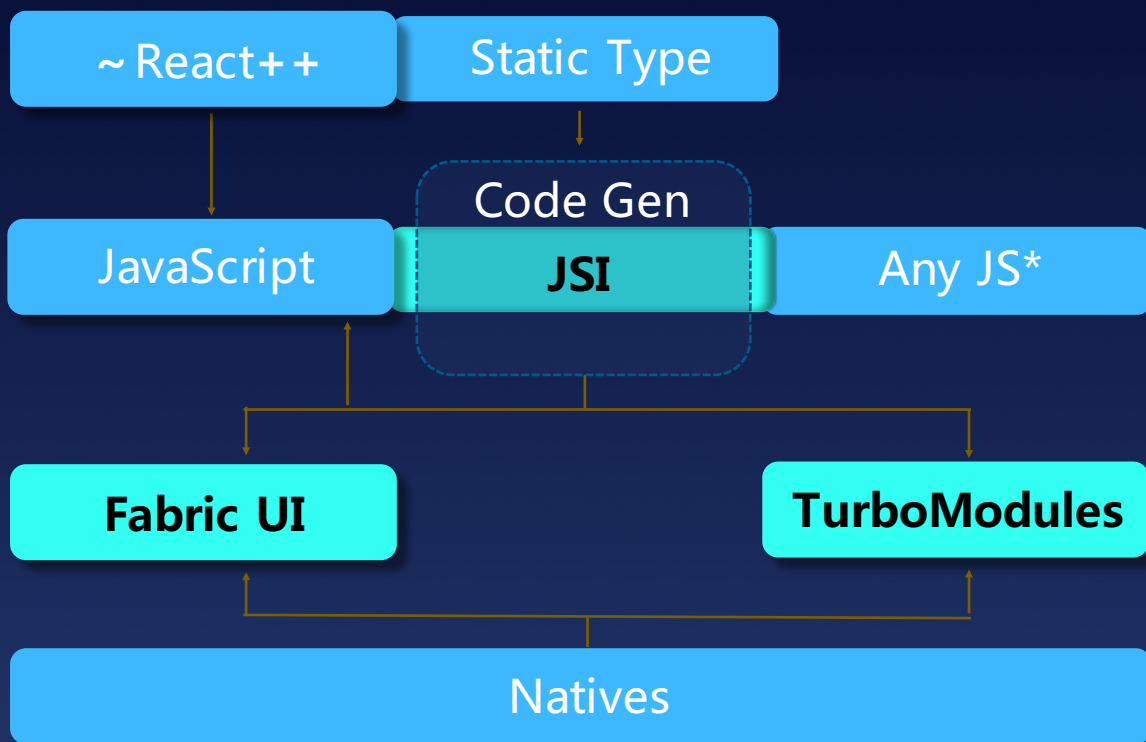 ~ React++
Static Type
Code Gen
JavaScript
JSI
Any JS*
Fabric UI
TurboModules
Natives